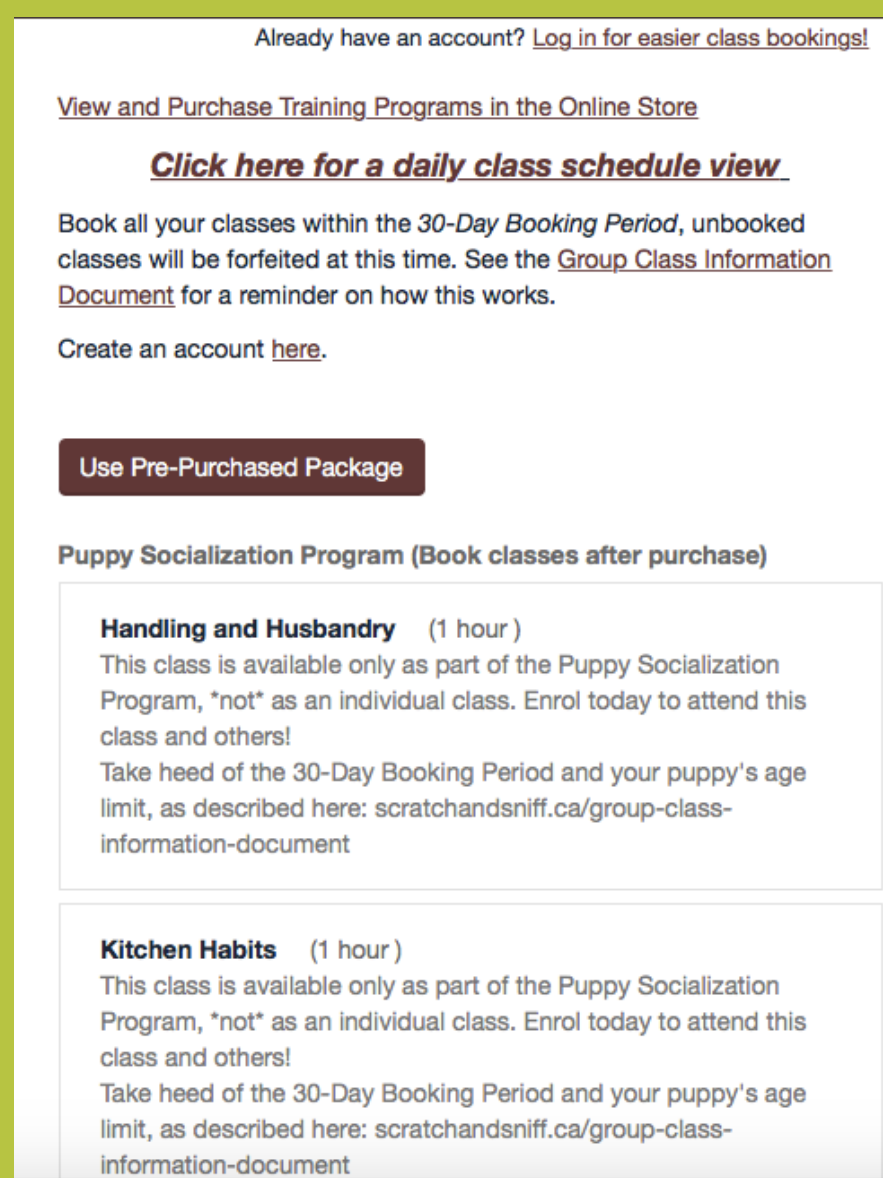 Already have an account? Log in for easier class bookings!
View and Purchase Training Programs in the Online Store
Click here for a daily class schedule view
Book all your classes within the 30-Day Booking Period, unbooked
classes will be forfeited at this time. See the Group Class Information
Document for a reminder on how this works.
Create an account here.
Use Pre-Purchased Package
Puppy Socialization Program (Book classes after purchase)
Handling and Husbandry (1 hour )
This class is available only as part of the Puppy Socialization
Program, *not* as an individual class. Enrol today to attend this
class and others!
Take heed of the 30-Day Booking Period and your puppy's age
limit, as described here: scratchandsniff.ca/group-class-
information-document
Kitchen Habits (1 hour )
This class is available only as part of the Puppy Socialization
Program, *not* as an individual class. Enrol today to attend this
class and others!
Take heed of the 30-Day Booking Period and your puppy's age
limit, as described here: scratchandsniff.ca/group-class-
information-document